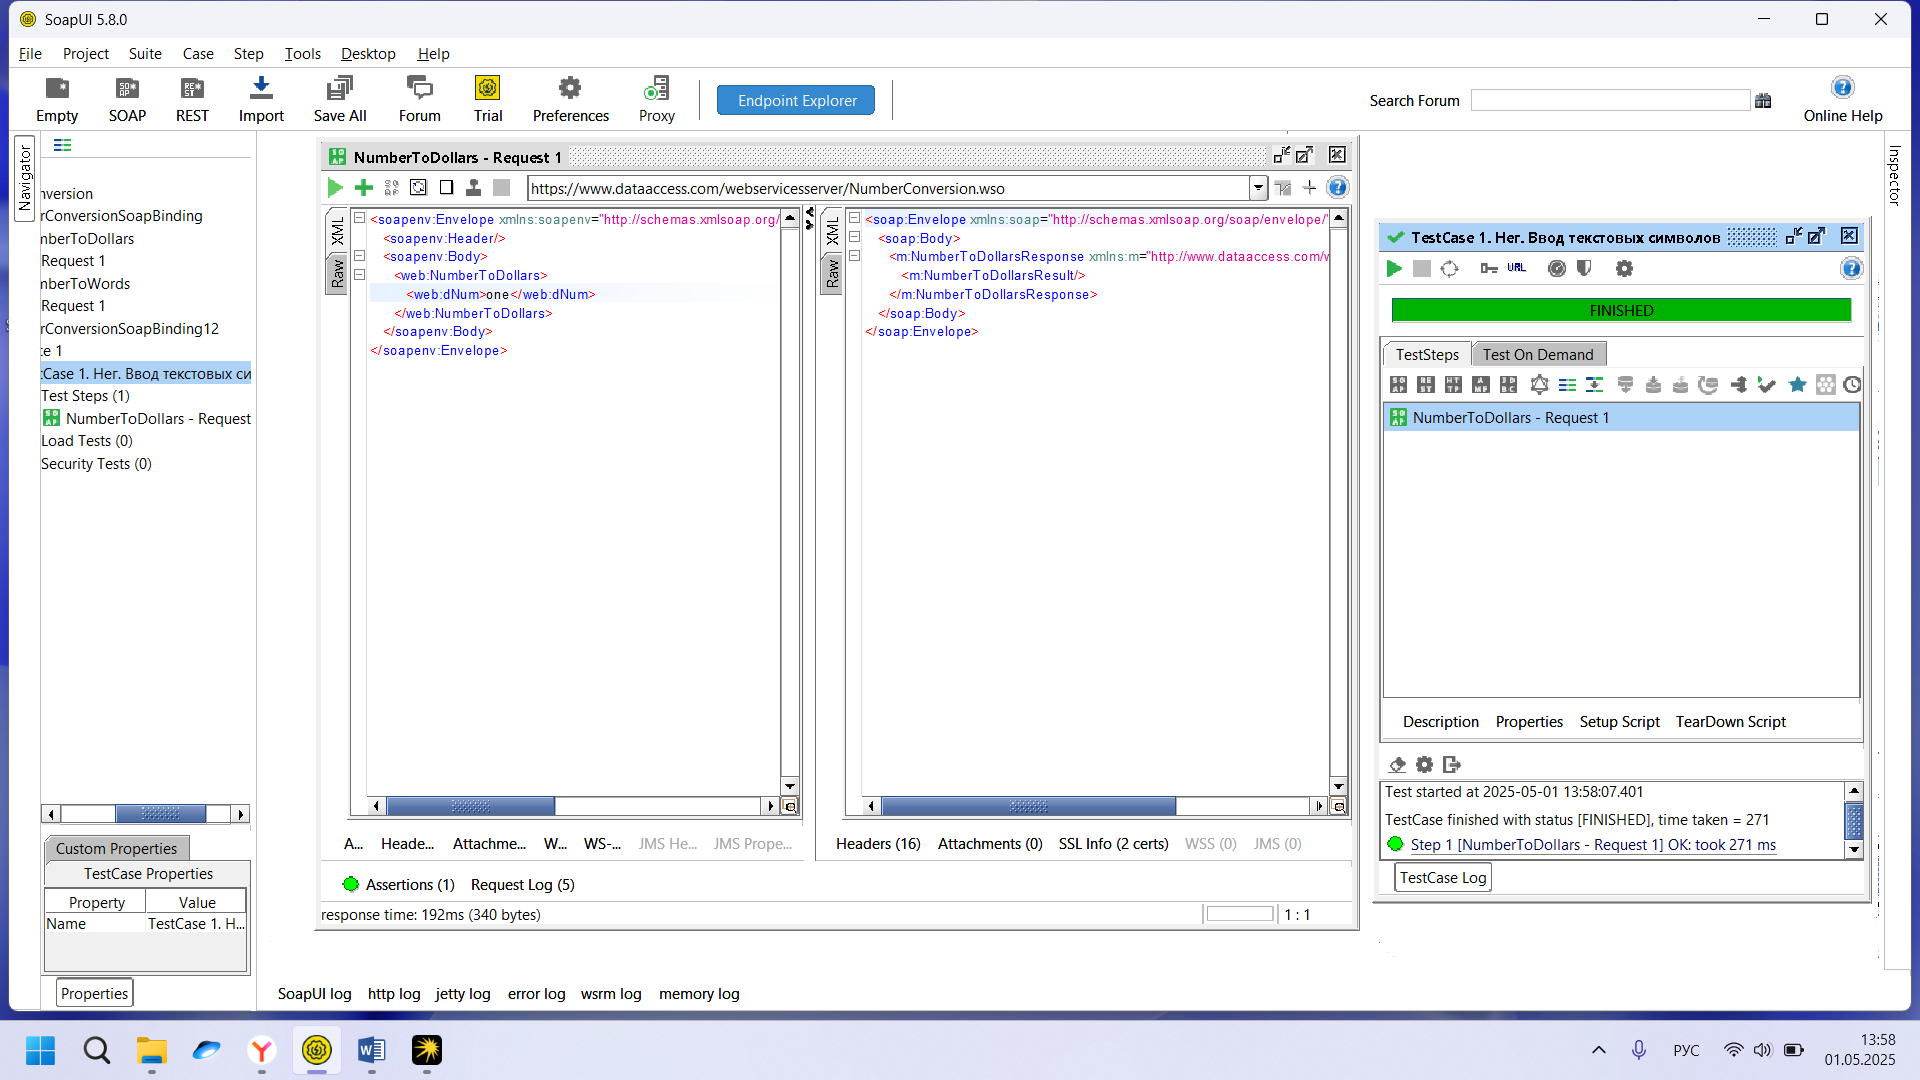 SoapUI 5.8.0
File Project Suite Case Step Tools Desktop Help
Empty SOAP REST Import Save All Forum Trial Preferences Proxy
Endpoint Explorer
Search Forum
Online Help
Navigator
nversion
rConversionSoapBinding
mberToDollars
Request 1
mberToWords
Request 1
rConversionSoapBinding12
te 1
tCase 1. Нег. Ввод текстовых си
Test Steps (1)
NumberToDollars - Request
Load Tests (0)
Security Tests (0)
Custom Properties
TestCase Properties
Property Value
Name TestCase 1. Н...
Properties
NumberToDollars - Request 1
https://www.dataaccess.com/webservicesserver/NumberConversion.wso
XML
Raw
<soapenv:Envelope xmlns:soapenv="http://schemas.xmlsoap.org/
<soapenv:Header/>
<soapenv:Body>
<web:NumberToDollars>
<web:dNum>one</web:dNum>
</web:NumberToDollars>
</soapenv:Body>
</soapenv:Envelope>
XML
Raw
<soap:Envelope xmlns:soap="http://schemas.xmlsoap.org/soap/envelope/"
<soap:Body>
<m:NumberToDollarsResponse xmlns:m="http://www.dataaccess.com/w
<m:NumberToDollarsResult/>
</m:NumberToDollarsResponse>
</soap:Body>
</soap:Envelope>
A... Heade... Attachme... W... WS-... JMS He... JMS Prope...
Headers (16) Attachments (0) SSL Info (2 certs) WSS (0) JMS (0)
Assertions (1) Request Log (5)
response time: 192ms (340 bytes)
1 : 1
TestCase 1. Нег. Ввод текстовых символов
URL
FINISHED
TestSteps Test On Demand
NumberToDollars - Request 1
Description Properties Setup Script TearDown Script
Test started at 2025-05-01 13:58:07.401
TestCase finished with status [FINISHED], time taken = 271
Step 1 [NumberToDollars - Request 1] OK: took 271 ms
TestCase Log
Inspector
SoapUI log http log jetty log error log wsrm log memory log
РУС
13:58
01.05.2025